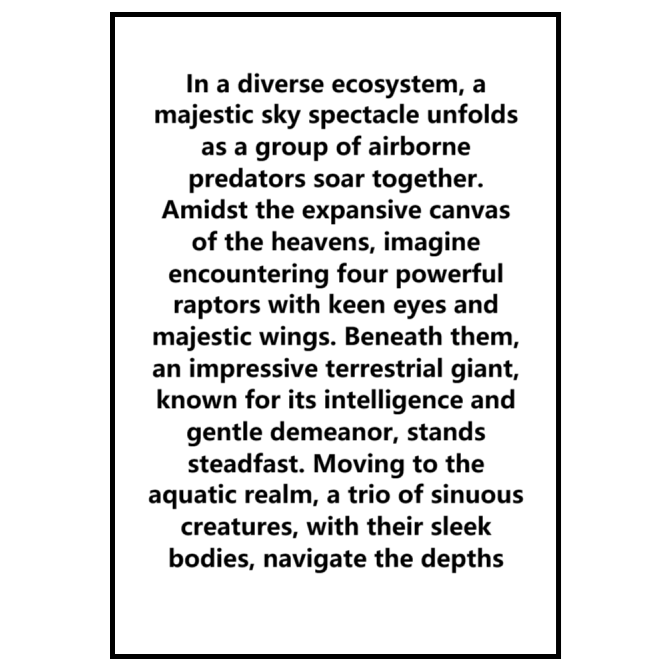 In a diverse ecosystem, a
majestic sky spectacle unfolds
as a group of airborne
predators soar together.
Amidst the expansive canvas
of the heavens, imagine
encountering four powerful
raptors with keen eyes and
majestic wings. Beneath them,
an impressive terrestrial giant,
known for its intelligence and
gentle demeanor, stands
steadfast. Moving to the
aquatic realm, a trio of sinuous
creatures, with their sleek
bodies, navigate the depths